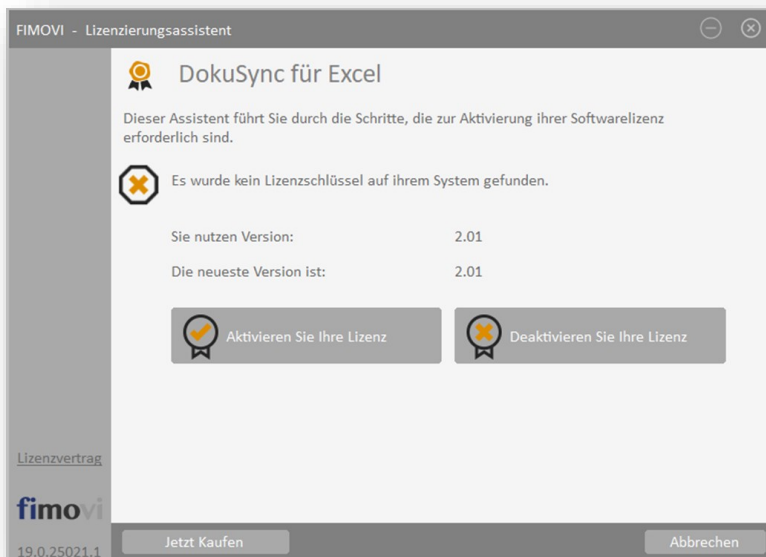 FIMOVI - Lizenzierungsassistent
DokuSync für Excel
Dieser Assistent führt Sie durch die Schritte, die zur Aktivierung ihrer Softwarelizenz
erforderlich sind.
Es wurde kein Lizenzschlüssel auf ihrem System gefunden.
Sie nutzen Version: 2.01
Die neueste Version ist: 2.01
Aktivieren Sie Ihre Lizenz
Deaktivieren Sie Ihre Lizenz
Lizenzvertrag
fimovi
19.0.25021.1
Jetzt Kaufen
Abbrechen